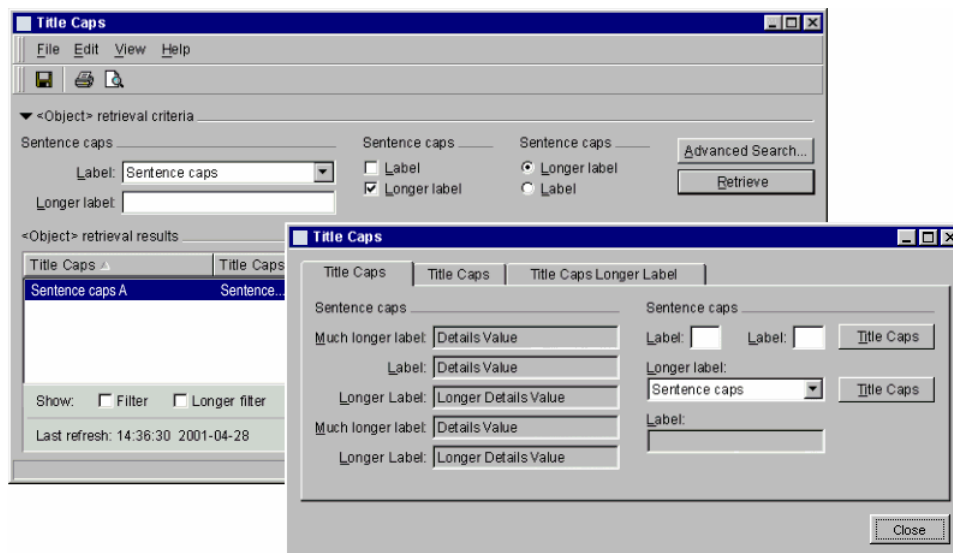 Title Caps
File Edit View Help
<Object> retrieval criteria
Sentence caps Sentence caps Sentence caps
Label: Sentence caps Label Longer label Advanced Search...
Longer label: Longer label Label Retrieve
<Object> retrieval results
Title Caps Title Caps
Sentence caps A Sentence...
Show: Filter Longer filter
Last refresh: 14:36:30 2001-04-28
Title Caps
Title Caps Title Caps Title Caps Longer Label
Sentence caps Sentence caps
Much longer label: Details Value Label: Label: Title Caps
Label: Details Value Longer label:
Longer Label: Longer Details Value Sentence caps Title Caps
Much longer label: Details Value Label:
Longer Label: Longer Details Value
Close